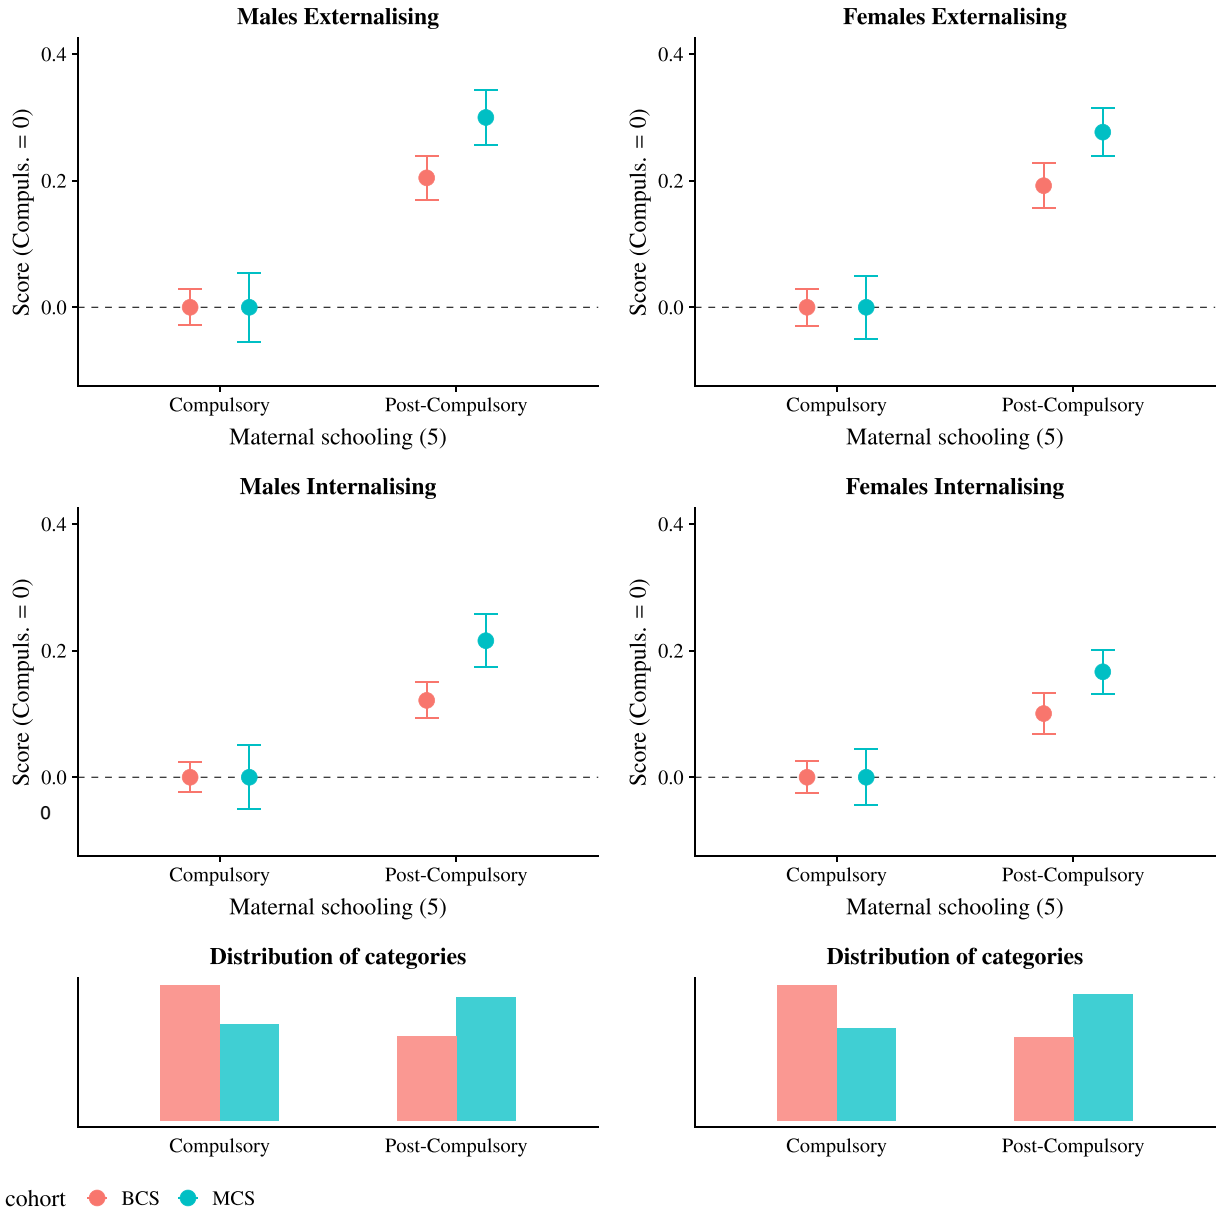 Males Externalising
Females Externalising
Score (Compuls. = 0)
0.4
0.2
0.0
Compulsory
Post-Compulsory
Maternal schooling (5)
Score (Compuls. = 0)
0.4
0.2
0.0
Compulsory
Post-Compulsory
Maternal schooling (5)
Males Internalising
Females Internalising
Score (Compuls. = 0)
0.4
0.2
0.0
0
Compulsory
Post-Compulsory
Maternal schooling (5)
Score (Compuls. = 0)
0.4
0.2
0.0
Compulsory
Post-Compulsory
Maternal schooling (5)
Distribution of categories
Distribution of categories
Compulsory
Post-Compulsory
Compulsory
Post-Compulsory
cohort BCS MCS